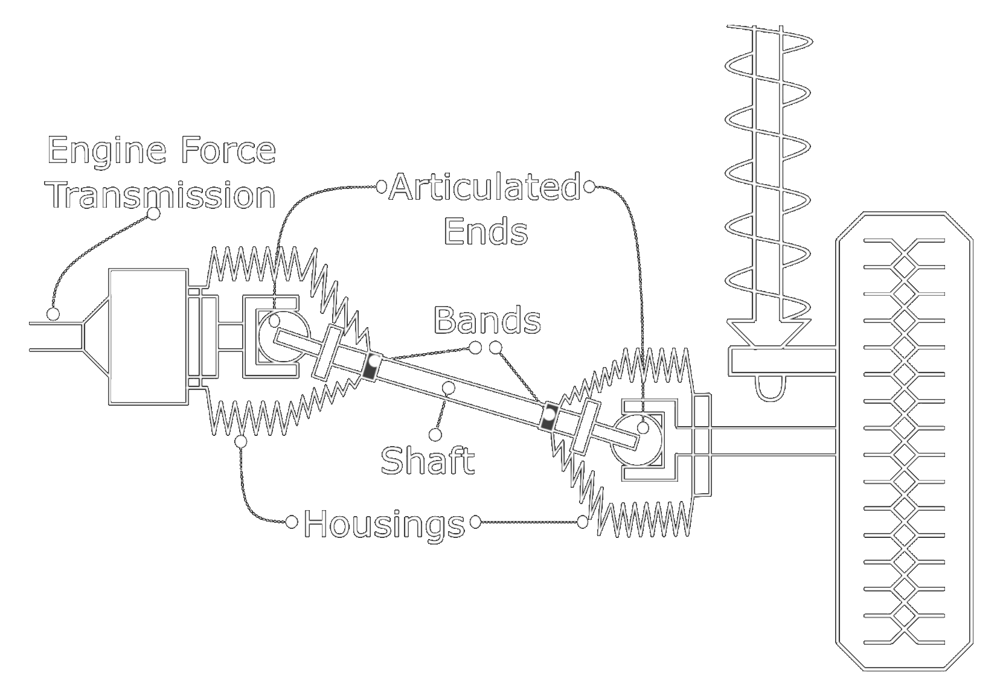 Engine Force
Transmission
Articulated
Ends
Bands
Shaft
Housings